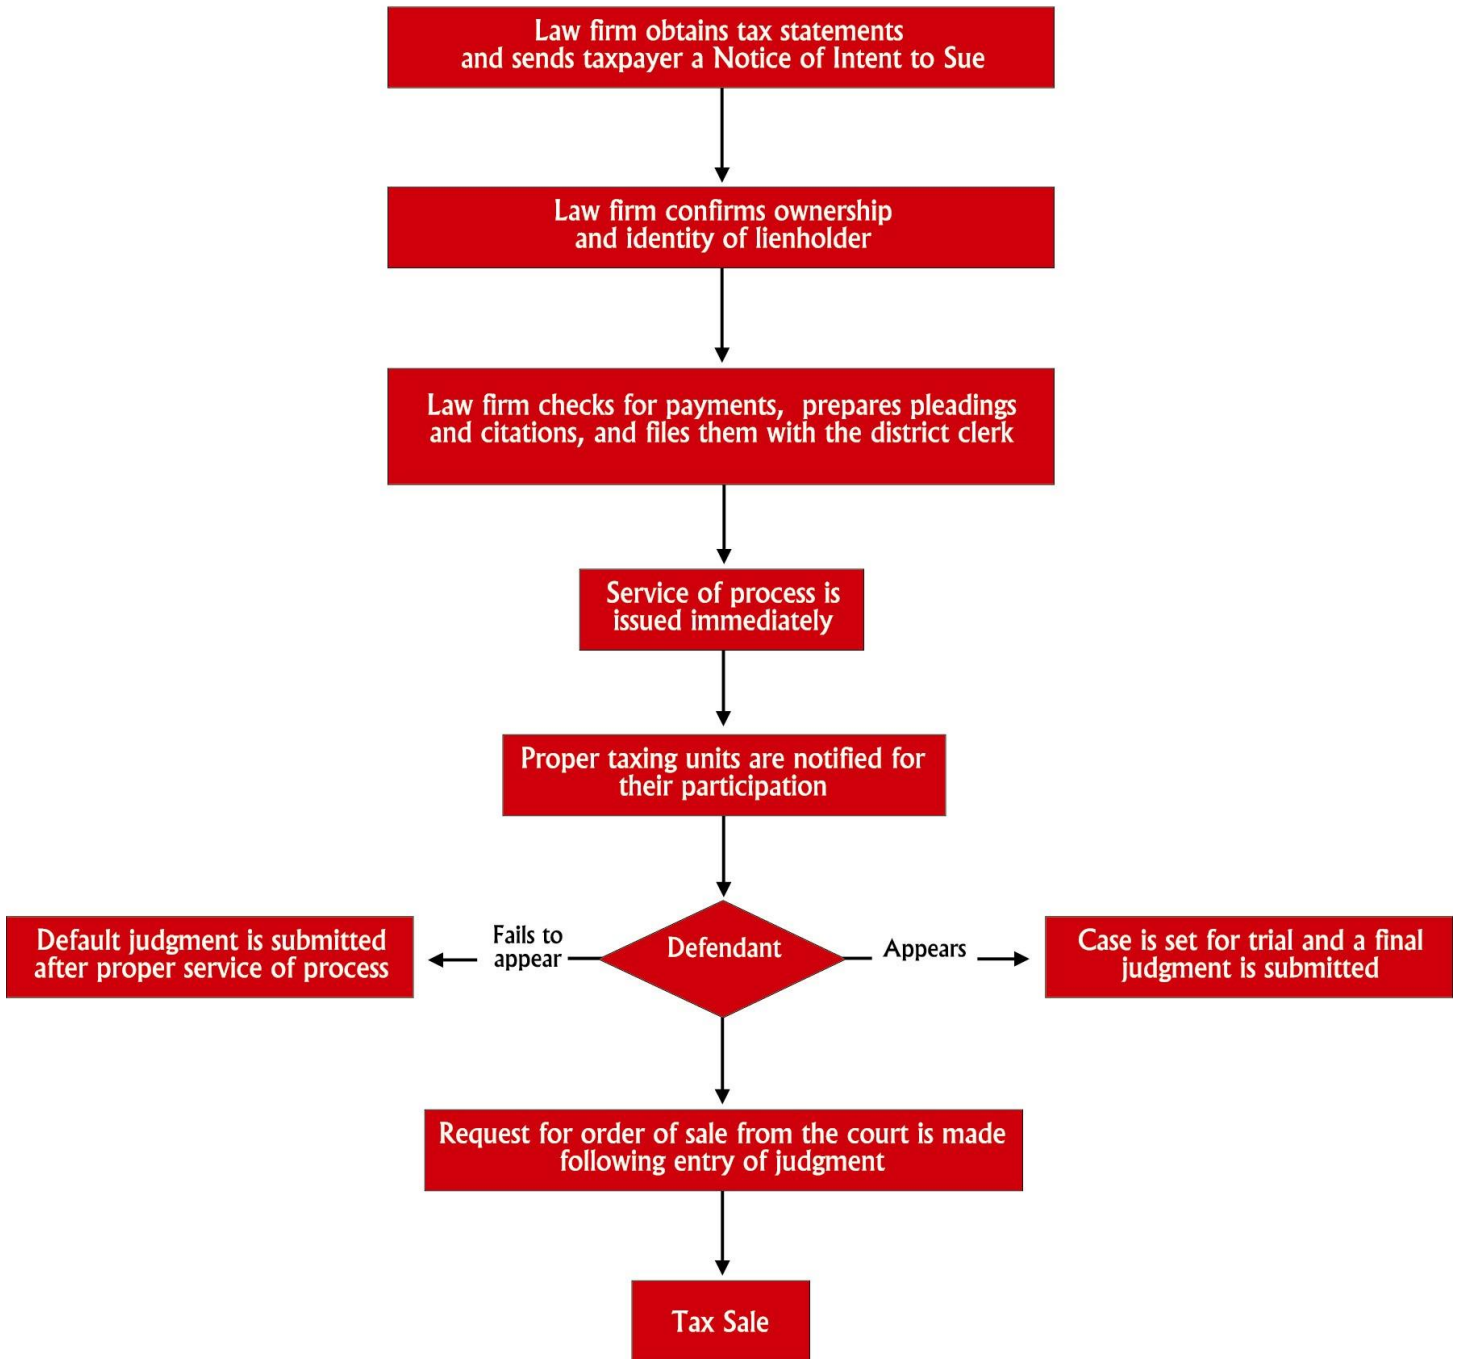 Law firm obtains tax statements
and sends taxpayer a Notice of Intent to Sue
Law firm confirms ownership
and identity of lienholder
Law firm checks for payments,  prepares pleadings
and citations, and files them with the district clerk
Service of process is
issued immediately
Proper taxing units are notified for
their participation
Default judgment is submitted
after proper service of process
Fails to
appear
Defendant
Appears
Case is set for trial and a final
judgment is submitted
Request for order of sale from the court is made
following entry of judgment
Tax Sale